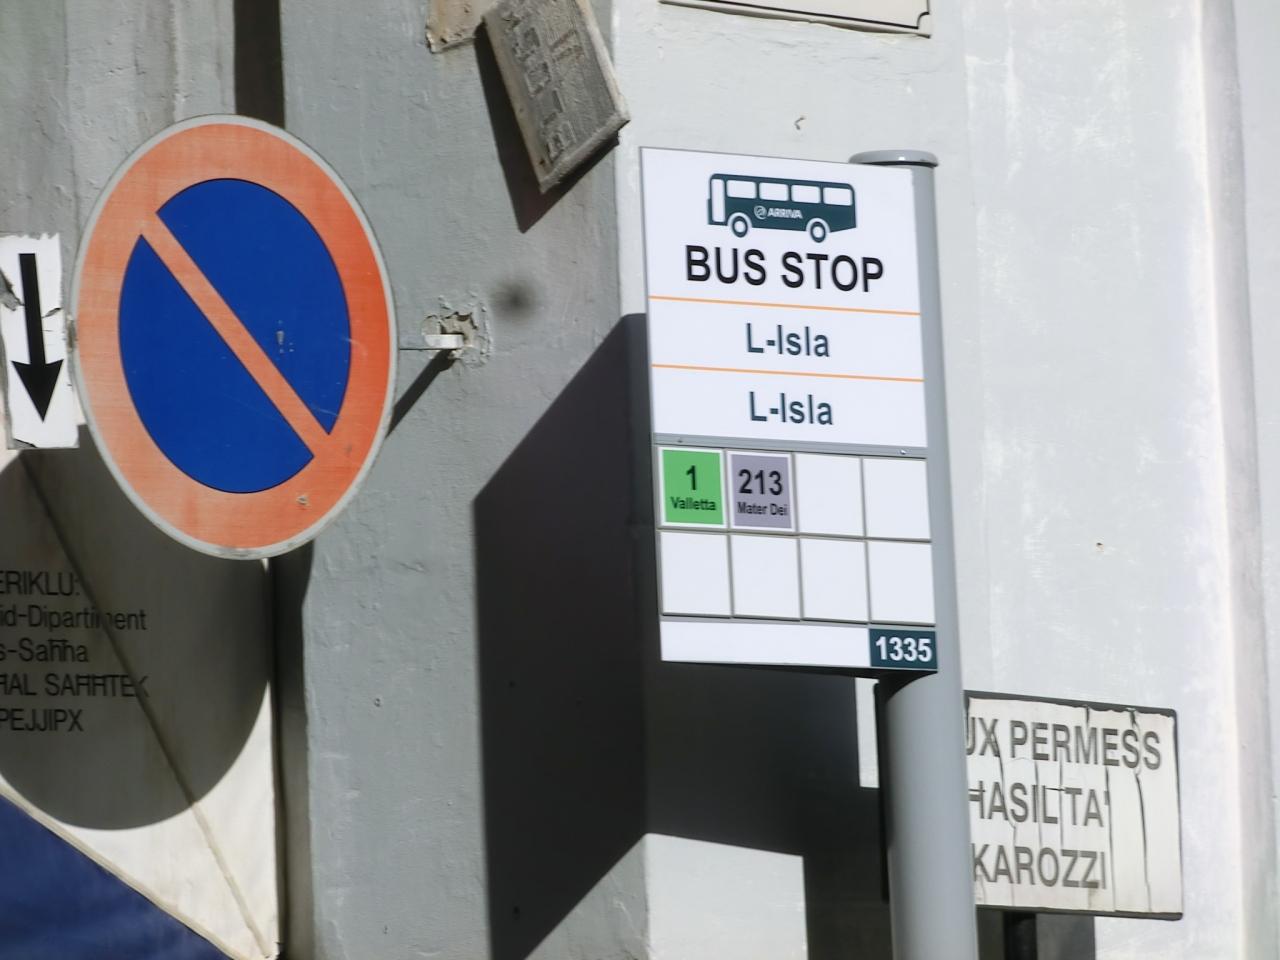 ARRIVA
BUS STOP
L-Isla
L-Isla
1
Valletta
213
Mater Dei
1335
ERIKLU:
id-Dipartiment
s-Saħħa
ĦAL SAĦĦTEK
PEJJIPX
UX PERMESS
ĦASIL TA'
KAROZZI